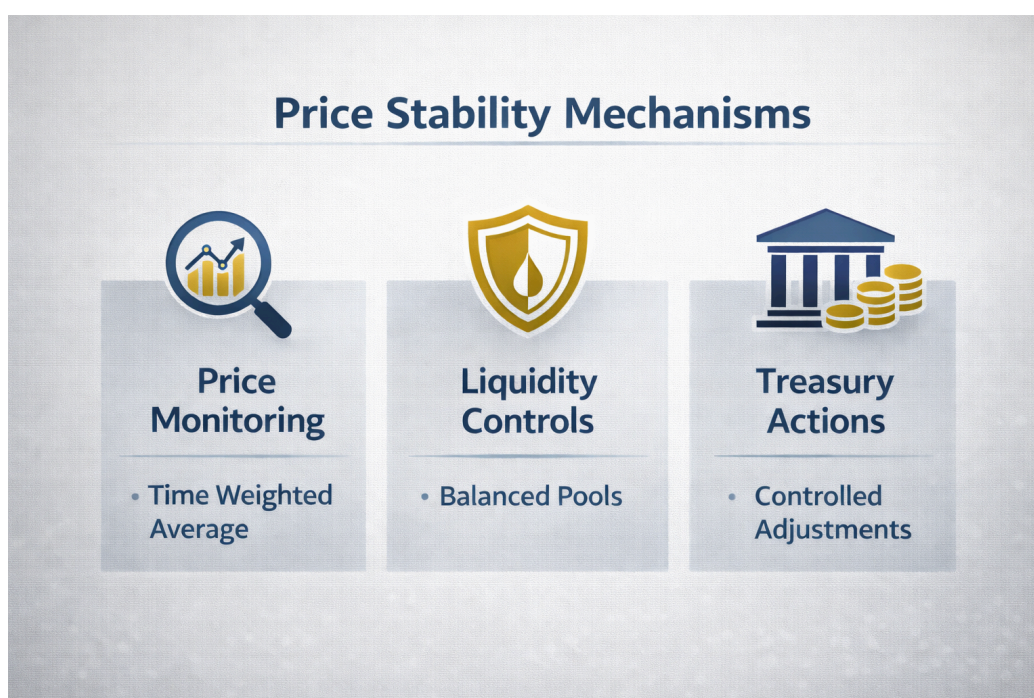 Price Stability Mechanisms
Price
Monitoring
• Time Weighted
Average
Liquidity
Controls
• Balanced Pools
Treasury
Actions
• Controlled
Adjustments